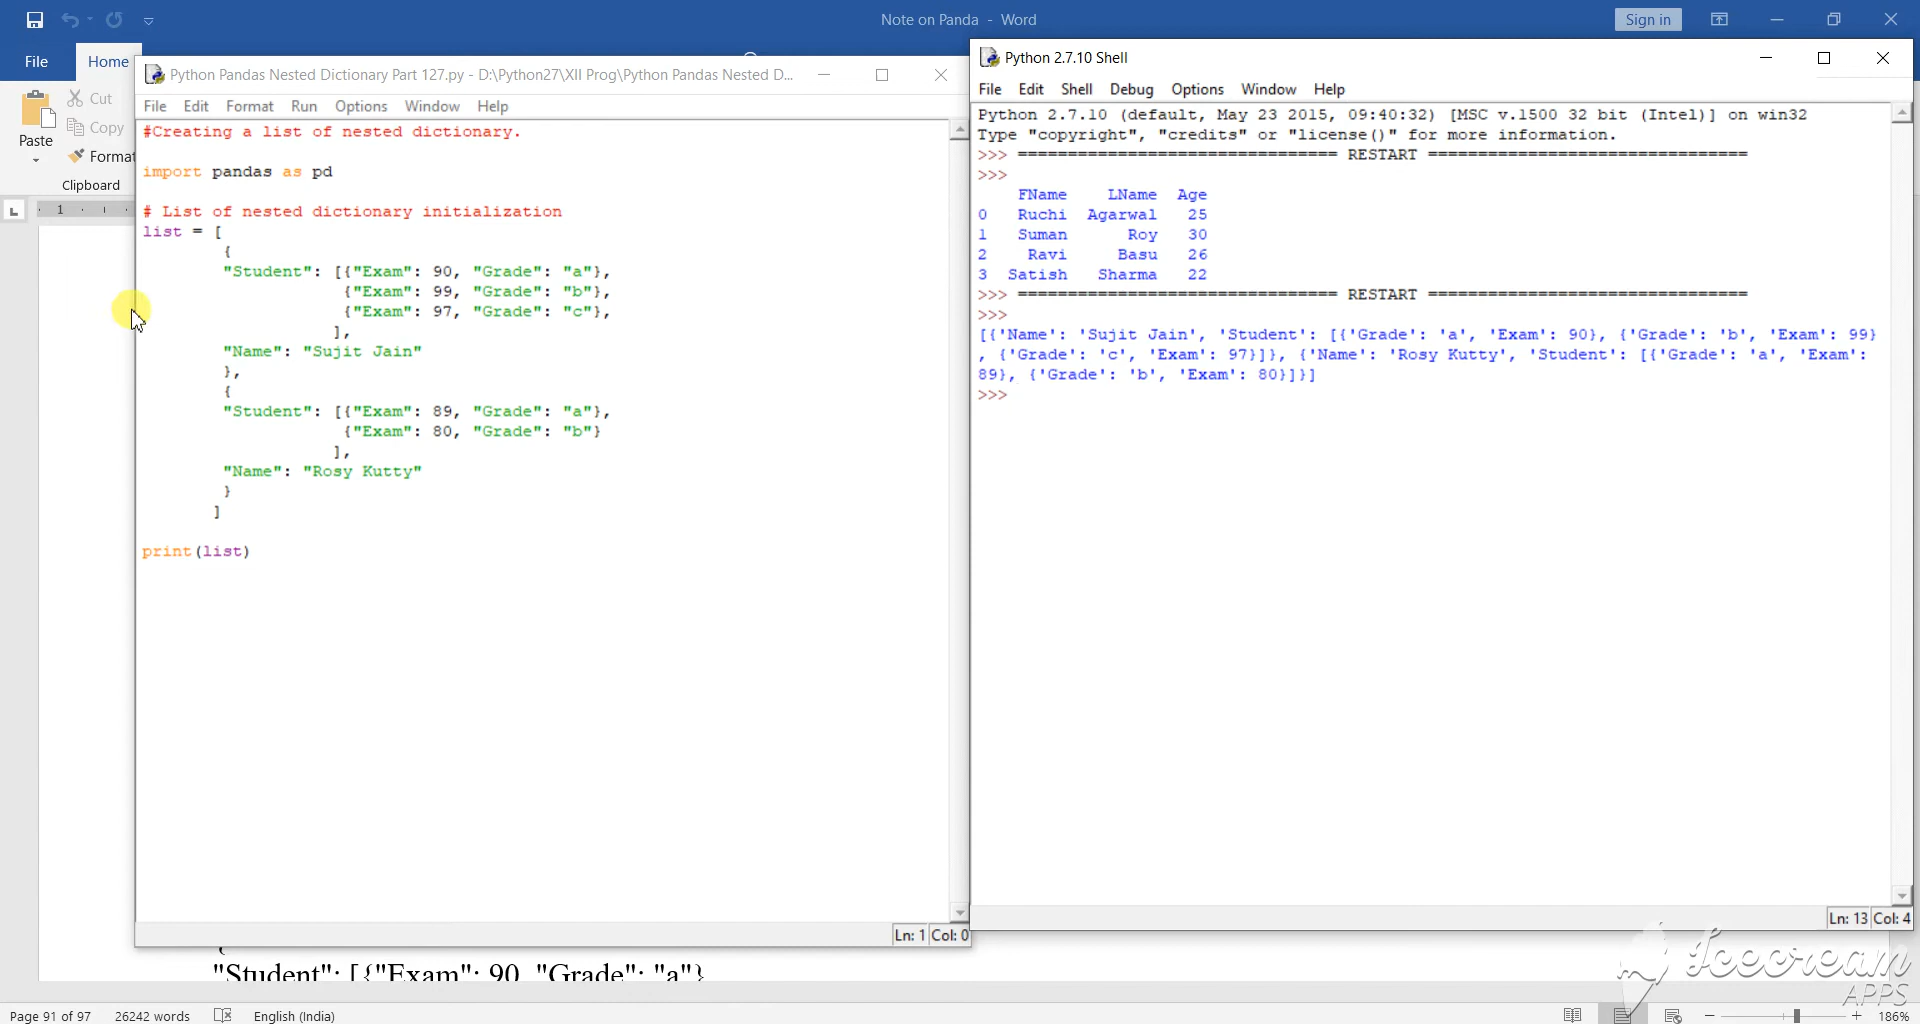 Note on Panda - Word
Sign in
File
Home
Cut
Copy
Paste
Format
Clipboard
1
Python Pandas Nested Dictionary Part 127.py - D:\Python27\XII Prog\Python Pandas Nested D...
File Edit Format Run Options Window Help
#Creating a list of nested dictionary.
import pandas as pd
# List of nested dictionary initialization
list = [
{
"Student": [{"Exam": 90, "Grade": "a"},
{"Exam": 99, "Grade": "b"},
{"Exam": 97, "Grade": "c"},
],
"Name": "Sujit Jain"
},
{
"Student": [{"Exam": 89, "Grade": "a"},
{"Exam": 80, "Grade": "b"}
],
"Name": "Rosy Kutty"
}
]
print(list)
Ln: 1 Col: 0
Python 2.7.10 Shell
File Edit Shell Debug Options Window Help
Python 2.7.10 (default, May 23 2015, 09:40:32) [MSC v.1500 32 bit (Intel)] on win32
Type "copyright", "credits" or "license()" for more information.
>>> ================================ RESTART ================================
>>>
FName LName Age
0 Ruchi Agarwal 25
1 Suman Roy 30
2 Ravi Basu 26
3 Satish Sharma 22
>>> ================================ RESTART ================================
>>>
[{'Name': 'Sujit Jain', 'Student': [{'Grade': 'a', 'Exam': 90}, {'Grade': 'b', 'Exam': 99}
, {'Grade': 'c', 'Exam': 97}]}, {'Name': 'Rosy Kutty', 'Student': [{'Grade': 'a', 'Exam':
89}, {'Grade': 'b', 'Exam': 80}]}]
>>>
Ln: 13 Col: 4
"Student": [{"Exam": 90, "Grade": "a"},
Icecream
APPS
Page 91 of 97 26242 words English (India) 186%